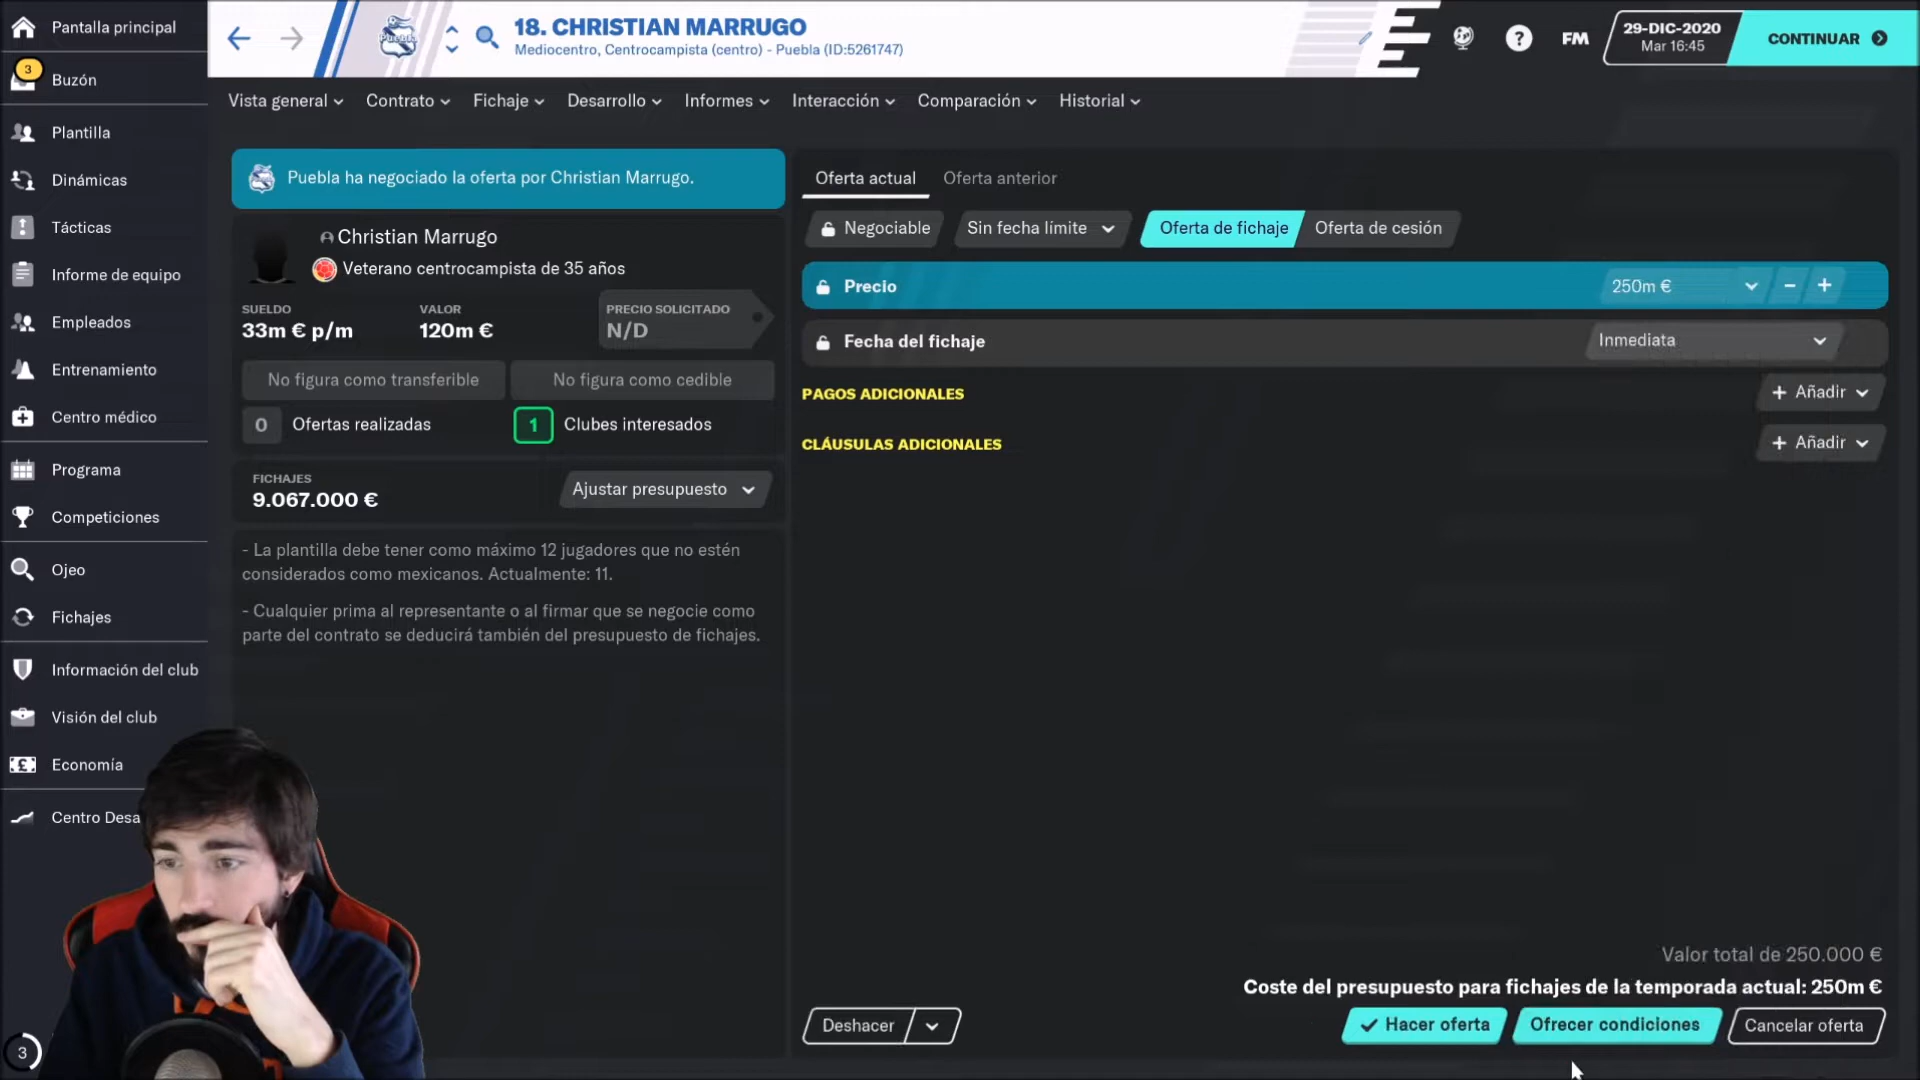 Pantalla principal
3
Buzón
Plantilla
Dinámicas
Tácticas
Informe de equipo
Empleados
Entrenamiento
Centro médico
Programa
Competiciones
Ojeo
Fichajes
Información del club
Visión del club
Economía
Centro Desa
3
Puebla
18. CHRISTIAN MARRUGO
Mediocentro, Centrocampista (centro) - Puebla (ID:5261747)
?
FM
29-DIC-2020
Mar 16:45
CONTINUAR
Vista general
Contrato
Fichaje
Desarrollo
Informes
Interacción
Comparación
Historial
Puebla ha negociado la oferta por Christian Marrugo.
Christian Marrugo
Veterano centrocampista de 35 años
SUELDO
33m € p/m
VALOR
120m €
PRECIO SOLICITADO
N/D
No figura como transferible
No figura como cedible
0 Ofertas realizadas
1 Clubes interesados
FICHAJES
9.067.000 €
Ajustar presupuesto
- La plantilla debe tener como máximo 12 jugadores que no estén
considerados como mexicanos. Actualmente: 11.
- Cualquier prima al representante o al firmar que se negocie como
parte del contrato se deducirá también del presupuesto de fichajes.
Oferta actual
Oferta anterior
Negociable
Sin fecha límite
Oferta de fichaje
Oferta de cesión
Precio
250m €
- +
Fecha del fichaje
Inmediata
PAGOS ADICIONALES
+ Añadir
CLÁUSULAS ADICIONALES
+ Añadir
Valor total de 250.000 €
Coste del presupuesto para fichajes de la temporada actual: 250m €
Deshacer
Hacer oferta
Ofrecer condiciones
Cancelar oferta